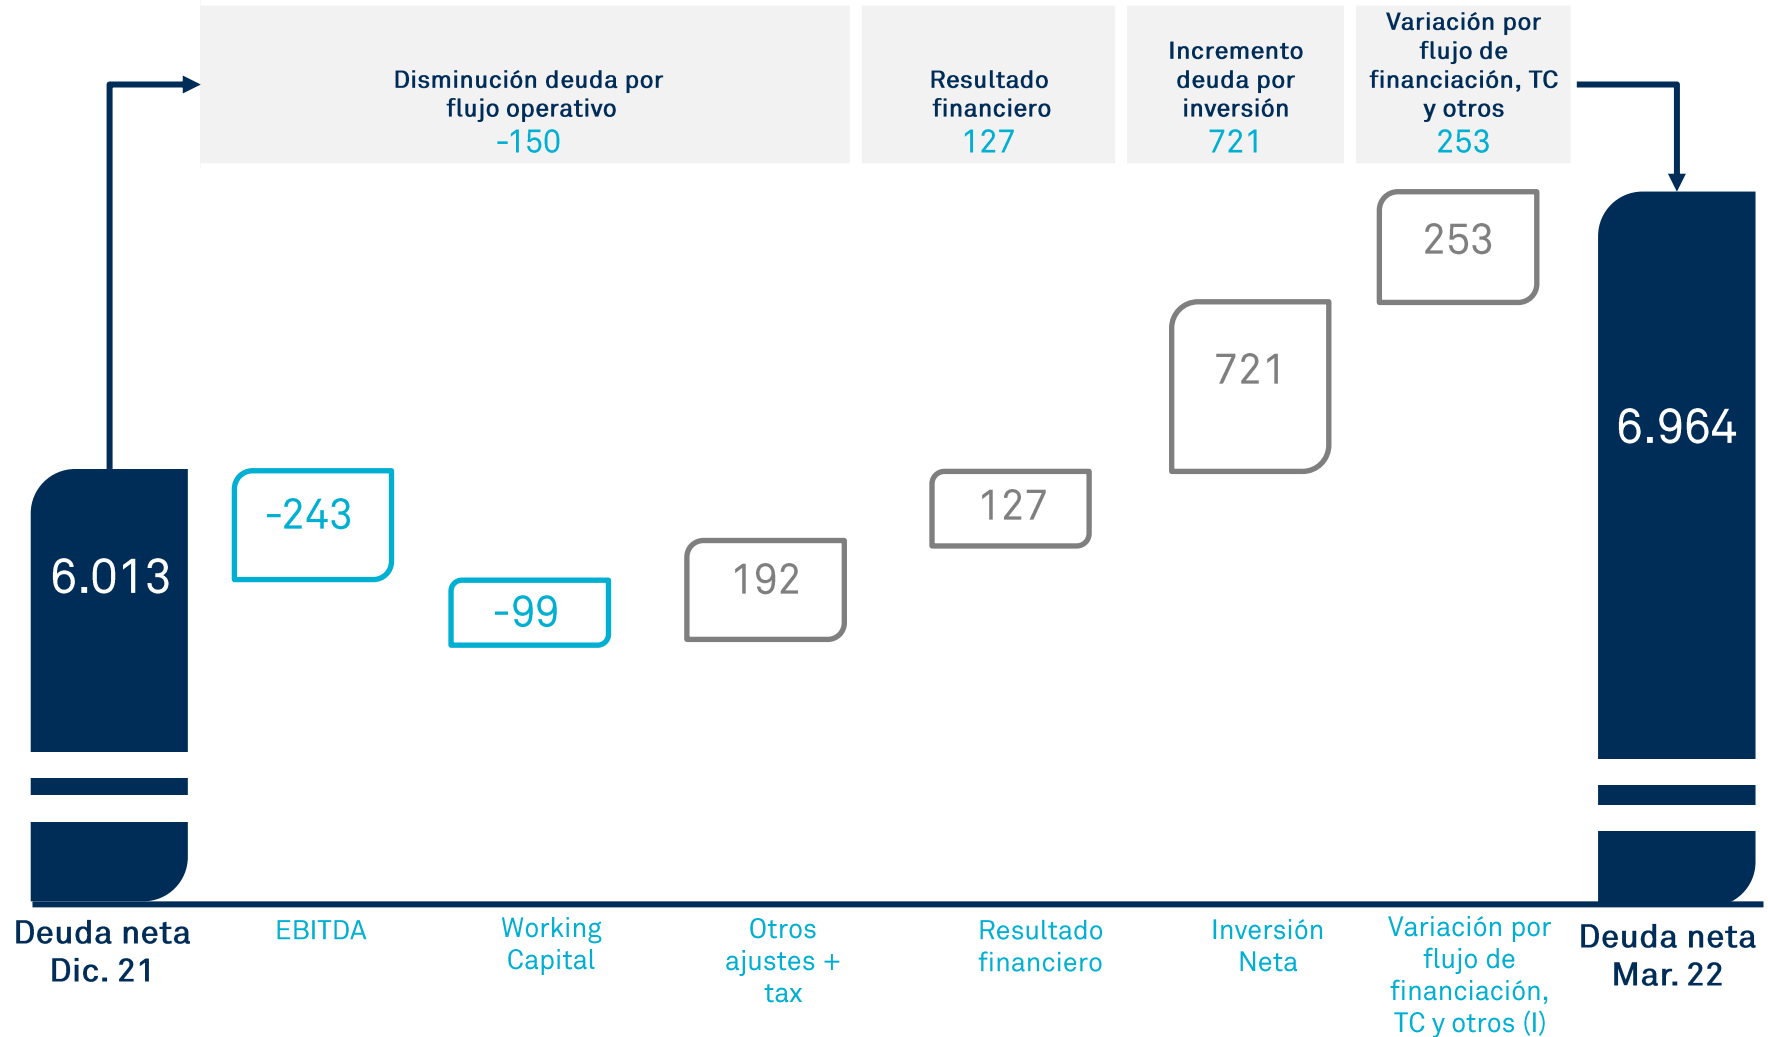 Disminución deuda por
flujo operativo
-150
Resultado
financiero
127
Incremento
deuda por
inversión
721
Variación por
flujo de
financiación, TC
y otros
253
6.013
-243
-99
192
127
721
253
6.964
Deuda neta
Dic. 21
EBITDA
Working
Capital
Otros
ajustes +
tax
Resultado
financiero
Inversión
Neta
Variación por
flujo de
financiación,
TC y otros (I)
Deuda neta
Mar. 22